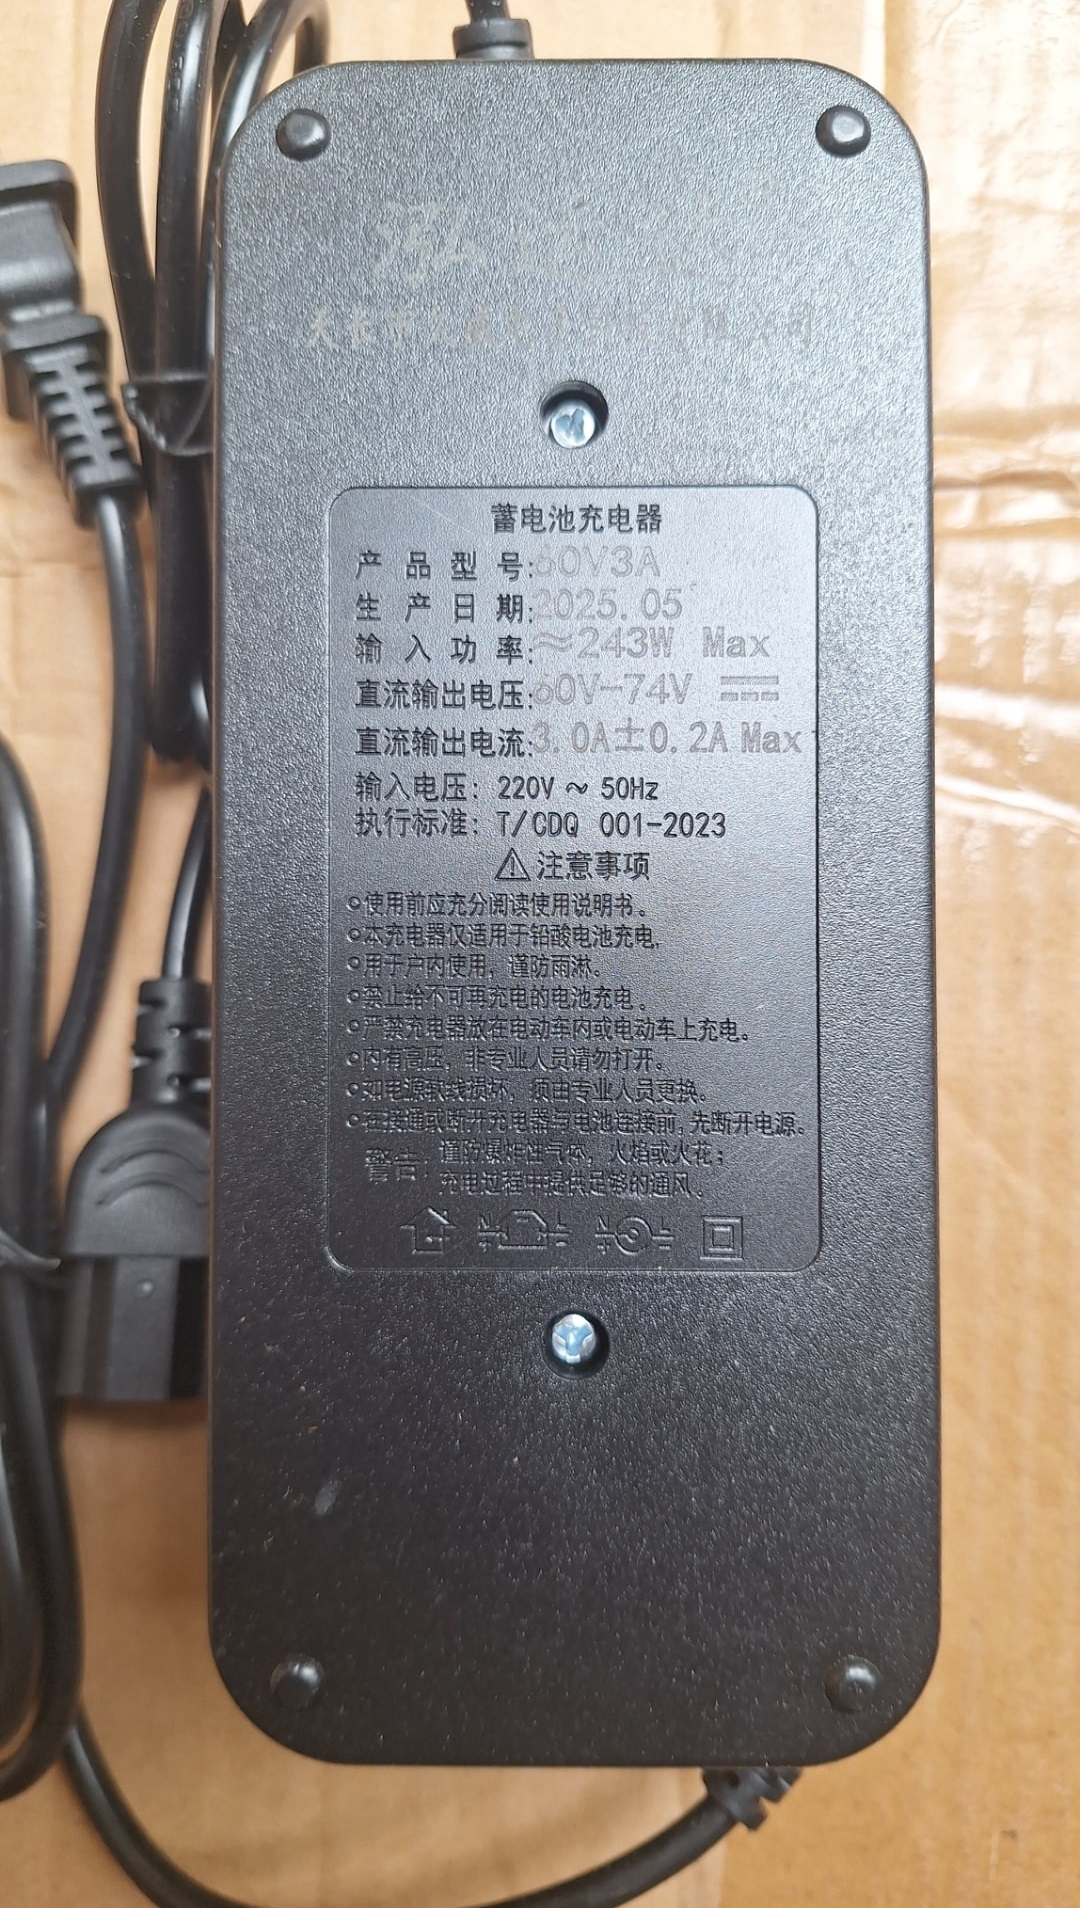 泓
天长市
蓄电池充电器
产品型号:60V3A
生产日期:2025.05
输入功率:≈243W Max
直流输出电压:60V-74V ⎓
直流输出电流:3.0A±0.2A Max
输入电压: 220V ~ 50Hz
执行标准: T/CDQ 001-2023
⚠注意事项
○使用前应充分阅读使用说明书。
○本充电器仅适用于铅酸电池充电,
○用于户内使用, 谨防雨淋。
○禁止给不可再充电的电池充电。
○严禁充电器放在电动车内或电动车上充电。
○内有高压, 非专业人员请勿打开。
○如电源软线损坏, 须由专业人员更换。
○在接通或断开充电器与电池连接前, 先断开电源。
警告: 谨防爆炸性气体, 火焰或火花;
充电过程中提供足够的通风。